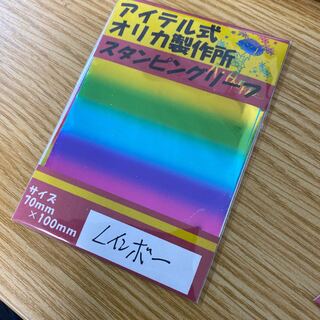 アイテル式
オリカ製作所
スタンピングリーフ
サイズ
70mm
×100mm
レインボー